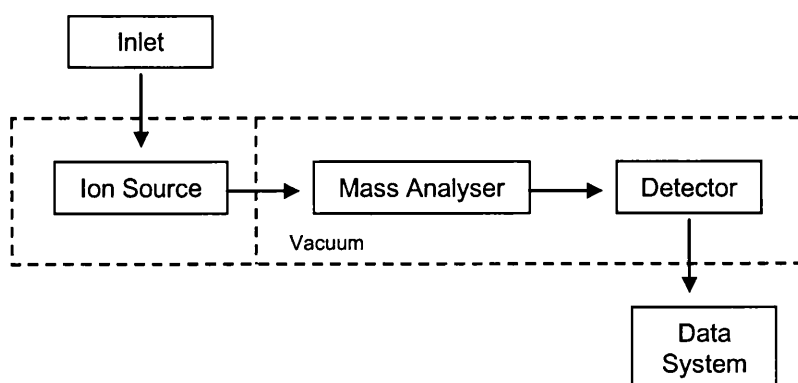 Inlet
Ion Source
Mass Analyser
Detector
Vacuum
Data
System